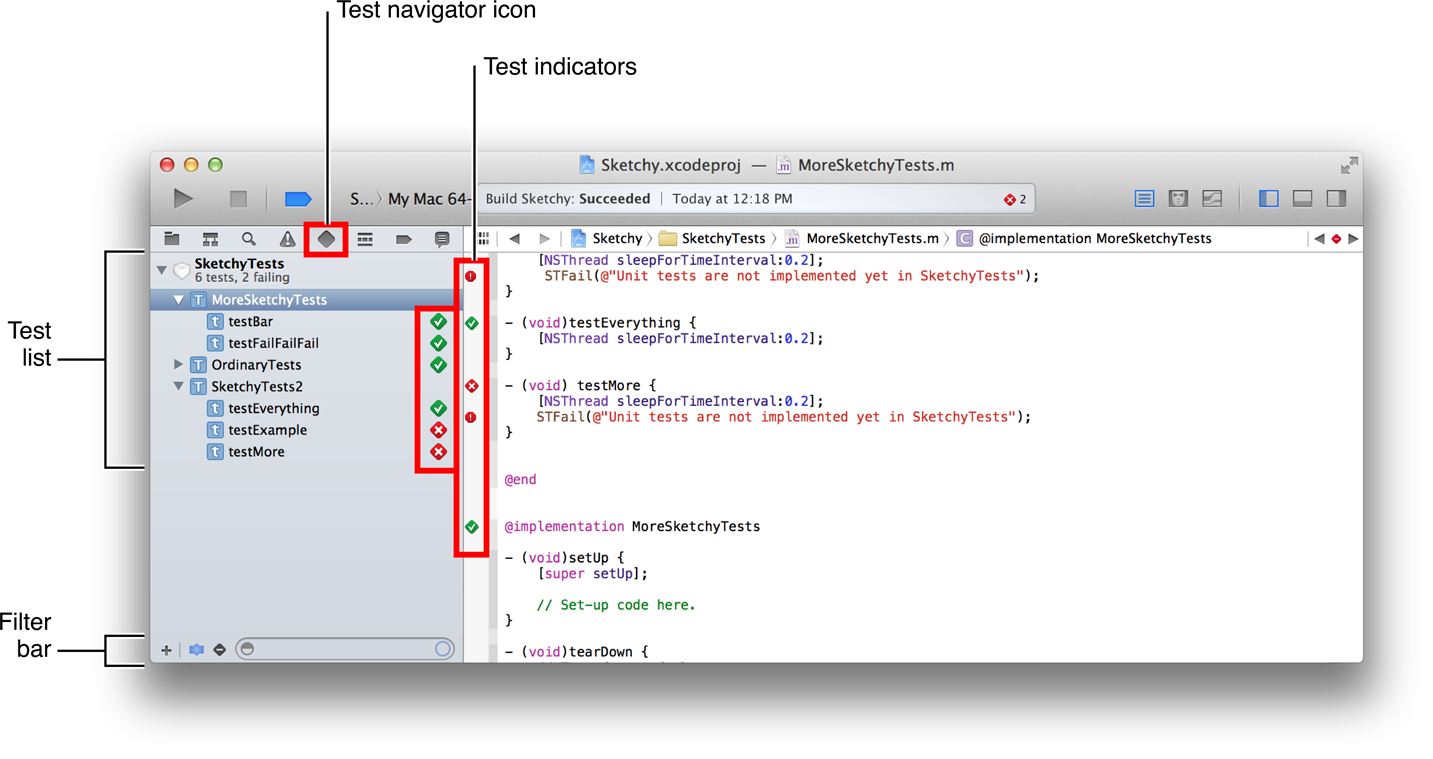 Test navigator icon
Test indicators
Sketchy.xcodeproj — MoreSketchyTests.m
S... My Mac 64-
Build Sketchy: Succeeded | Today at 12:18 PM
2
Sketchy SketchyTests MoreSketchyTests.m C @implementation MoreSketchyTests
Test
list
SketchyTests
6 tests, 2 failing
T MoreSketchyTests
t testBar
t testFailFailFail
T OrdinaryTests
T SketchyTests2
t testEverything
t testExample
t testMore
Filter
bar
[NSThread sleepForTimeInterval:0.2];
STFail(@"Unit tests are not implemented yet in SketchyTests");
}
- (void)testEverything {
[NSThread sleepForTimeInterval:0.2];
}
- (void) testMore {
[NSThread sleepForTimeInterval:0.2];
STFail(@"Unit tests are not implemented yet in SketchyTests");
}
@end
@implementation MoreSketchyTests
- (void)setUp {
[super setUp];
// Set-up code here.
}
- (void)tearDown {